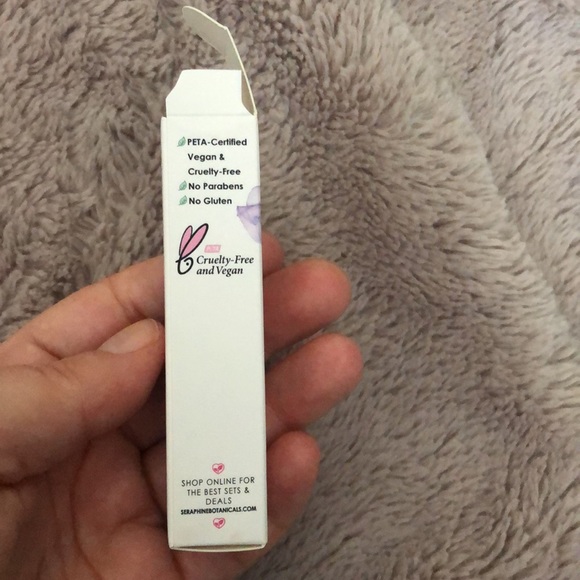 PETA-Certified
Vegan &
Cruelty-Free
No Parabens
No Gluten
Cruelty-Free
and Vegan
SHOP ONLINE FOR
THE BEST SETS &
DEALS
SERAPHINEBOTANICALS.COM